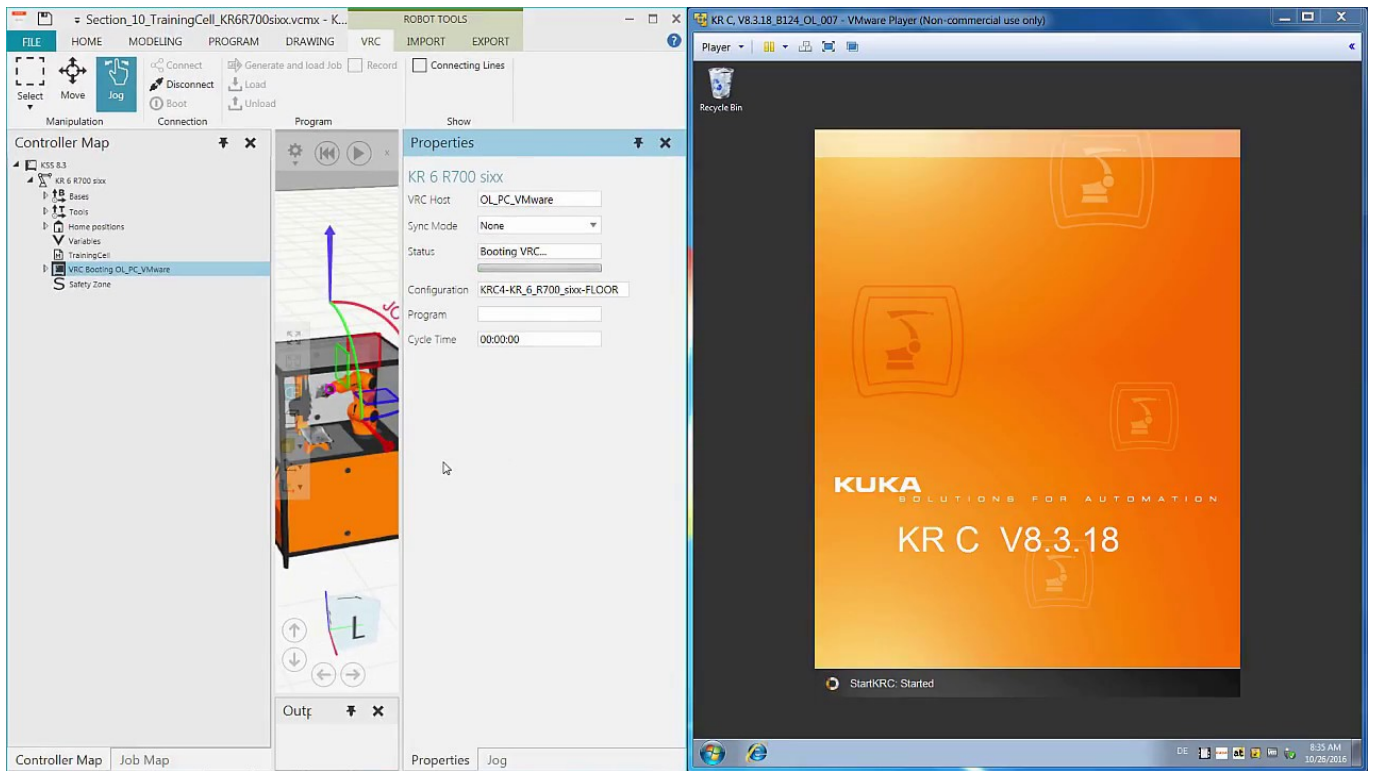 Section_10_TrainingCell_KR6R700sixx.vcmx - K...
ROBOT TOOLS
FILE HOME MODELING PROGRAM DRAWING VRC IMPORT EXPORT
Select
Move
Jog
Manipulation
Connect
Disconnect
Boot
Connection
Generate and load Job
Record
Load
Unload
Program
Connecting Lines
Show
Controller Map
KSS 8.3
KR 6 R700 sixx
Bases
Tools
Home positions
Variables
TrainingCell
VRC Booting OL_PC_VMware
Safety Zone
Controller Map
Job Map
L
Outp
Properties
KR 6 R700 sixx
VRC Host OL_PC_VMware
Sync Mode None
Status Booting VRC...
Configuration KRC4-KR_6_R700_sixx-FLOOR
Program
Cycle Time 00:00:00
Properties
Jog
KR C, V8.3.18_B124_OL_007 - VMware Player (Non-commercial use only)
Player
Recycle Bin
KUKA
SOLUTIONS FOR AUTOMATION
KR C V8.3.18
StartKRC: Started
DE
8:35 AM
10/26/2016